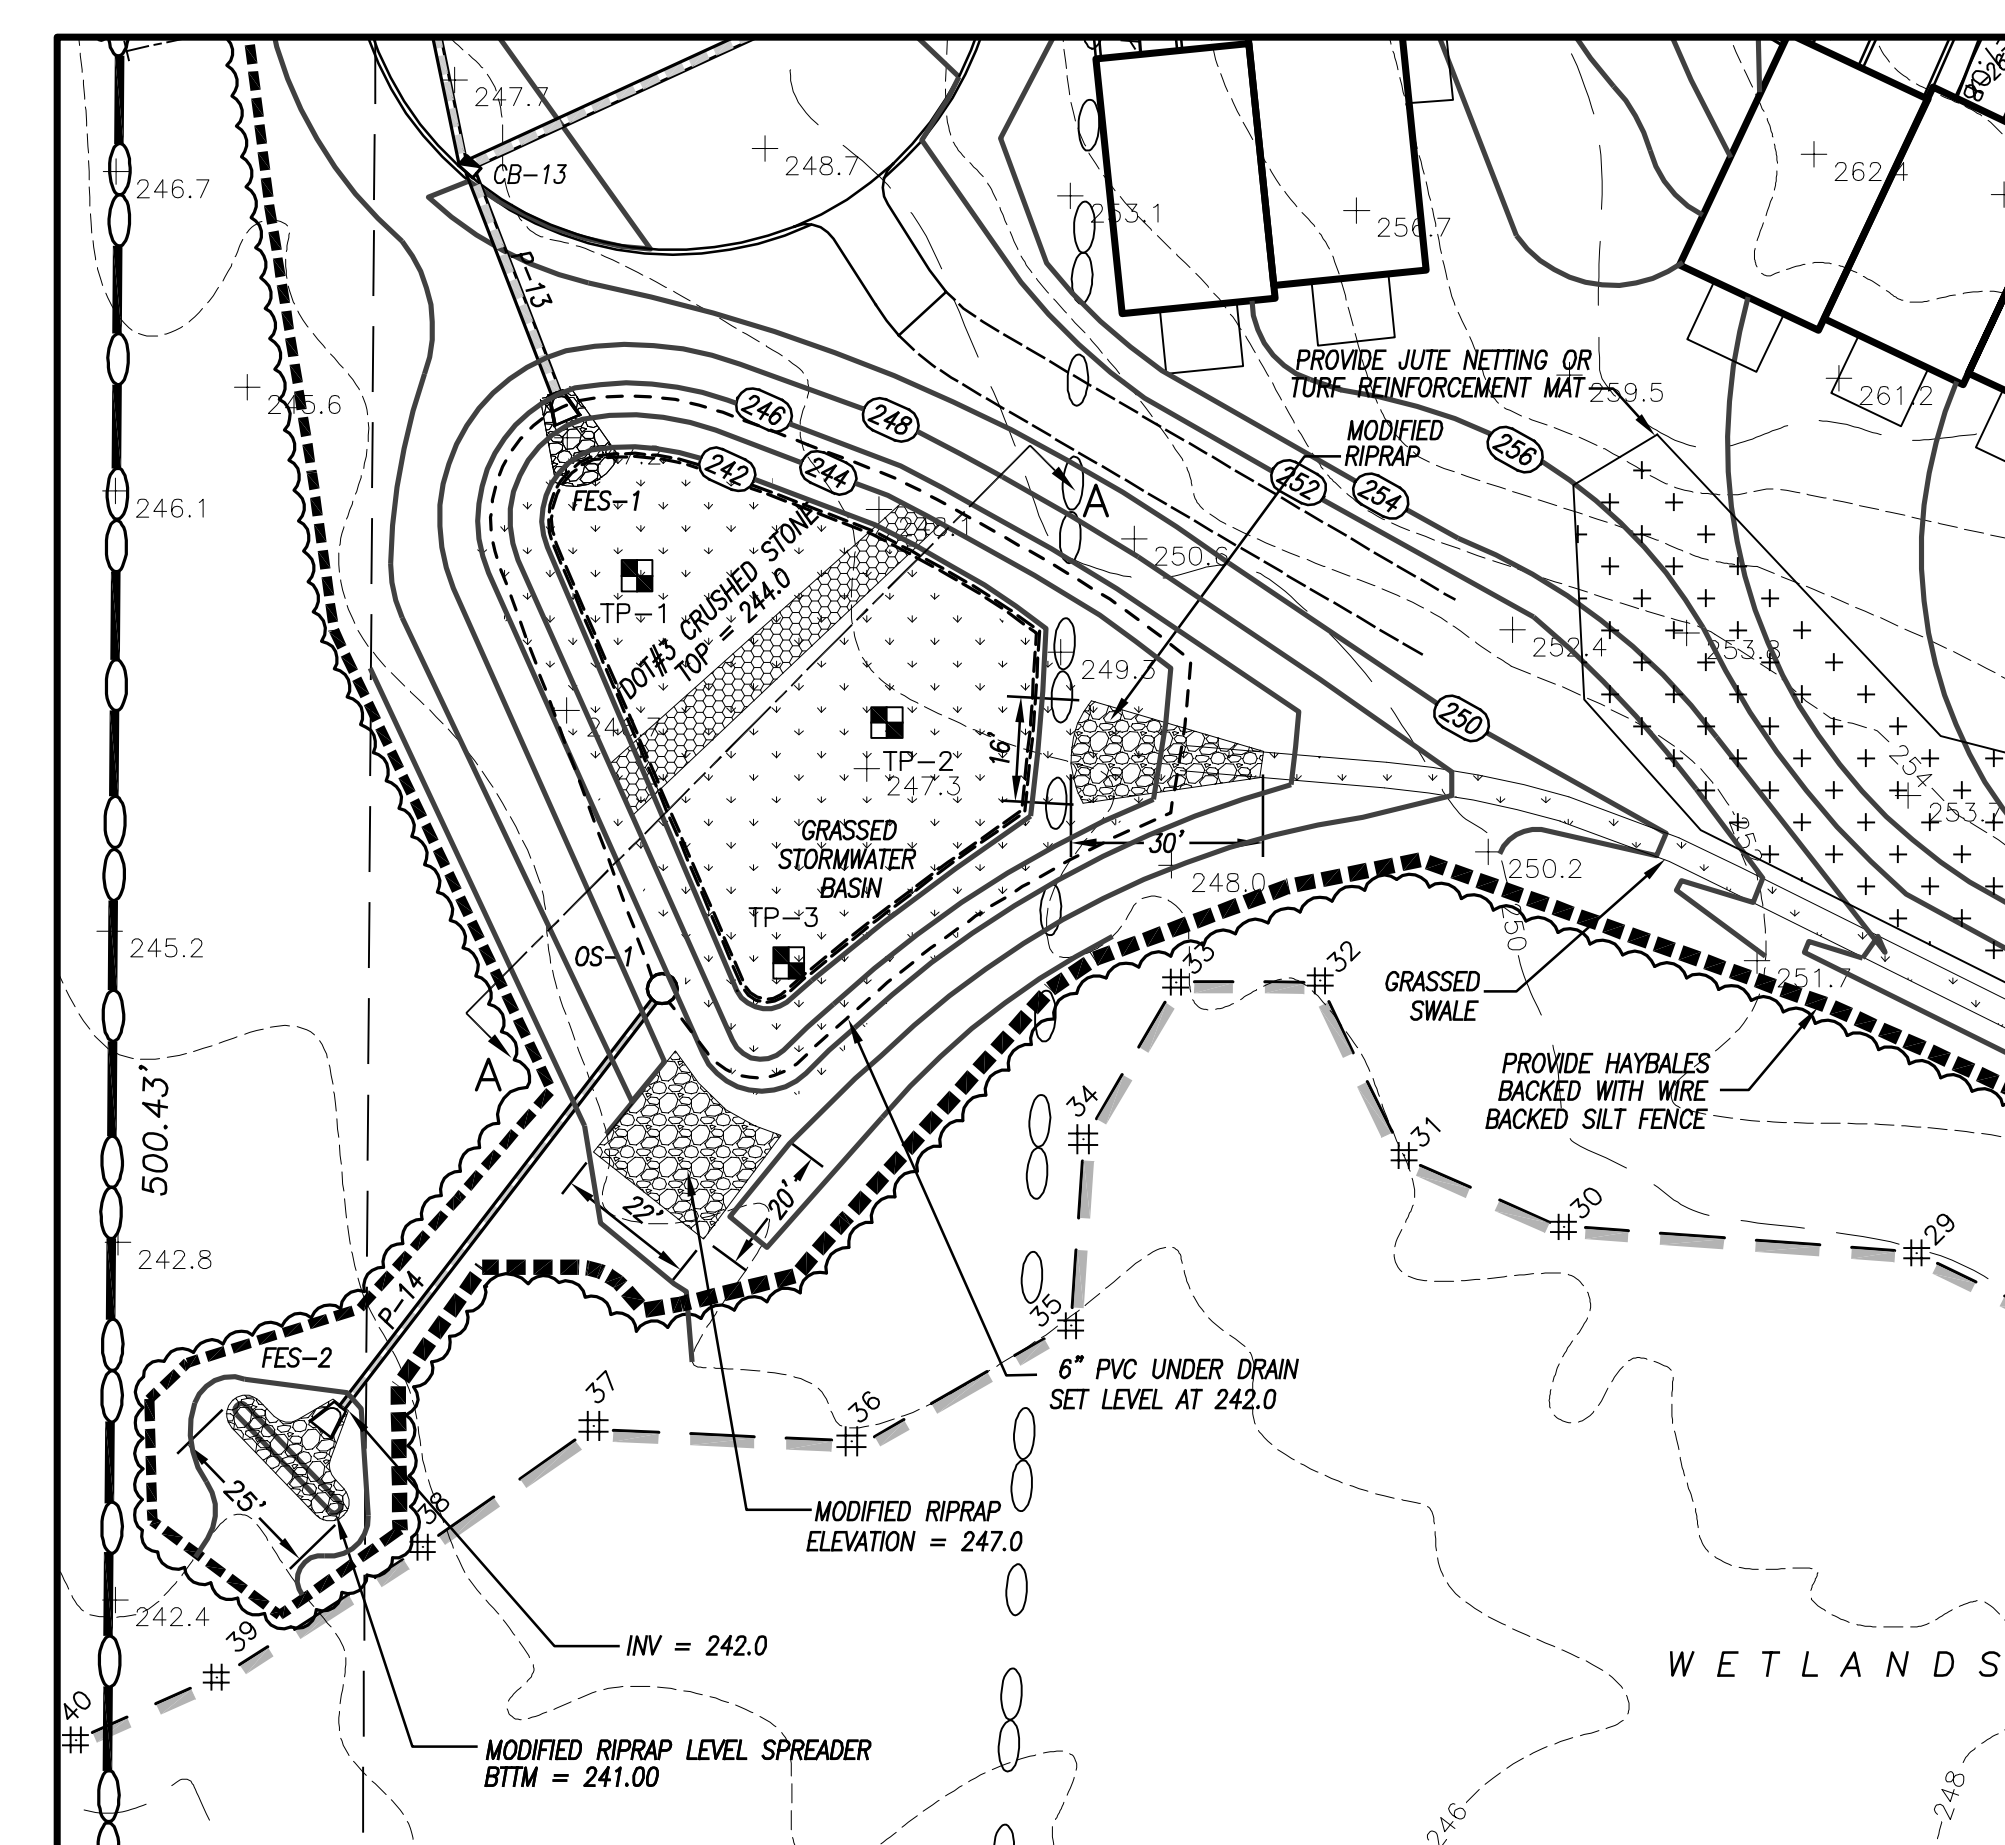 247.7
248.7
CB-13
246.7
253.1
256.7
262.4
P-13
245.6
PROVIDE JUTE NETTING OR
TURF REINFORCEMENT MAT
259.5
261.2
MODIFIED
RIPRAP
246
248
256
242
244
252
254
FES-1
246.1
A
250.6
DOT#3 CRUSHED STONE
TOP = 244.0
TP-1
252.4
253.8
249.3
250
16'
TP-2
247.3
254
253.7
GRASSED
STORMWATER
BASIN
30'
252
248.0
250.2
TP-3
245.2
OS-1
250
33
32
GRASSED
SWALE
251.7
A
500.43'
34
31
PROVIDE HAYBALES
BACKED WITH WIRE
BACKED SILT FENCE
22'
20'
30
29
242.8
P-14
35
FES-2
6" PVC UNDER DRAIN
SET LEVEL AT 242.0
37
36
25'
38
MODIFIED RIPRAP
ELEVATION = 247.0
242.4
39
INV = 242.0
WETLANDS
40
MODIFIED RIPRAP LEVEL SPREADER
BTTM = 241.00
246
248